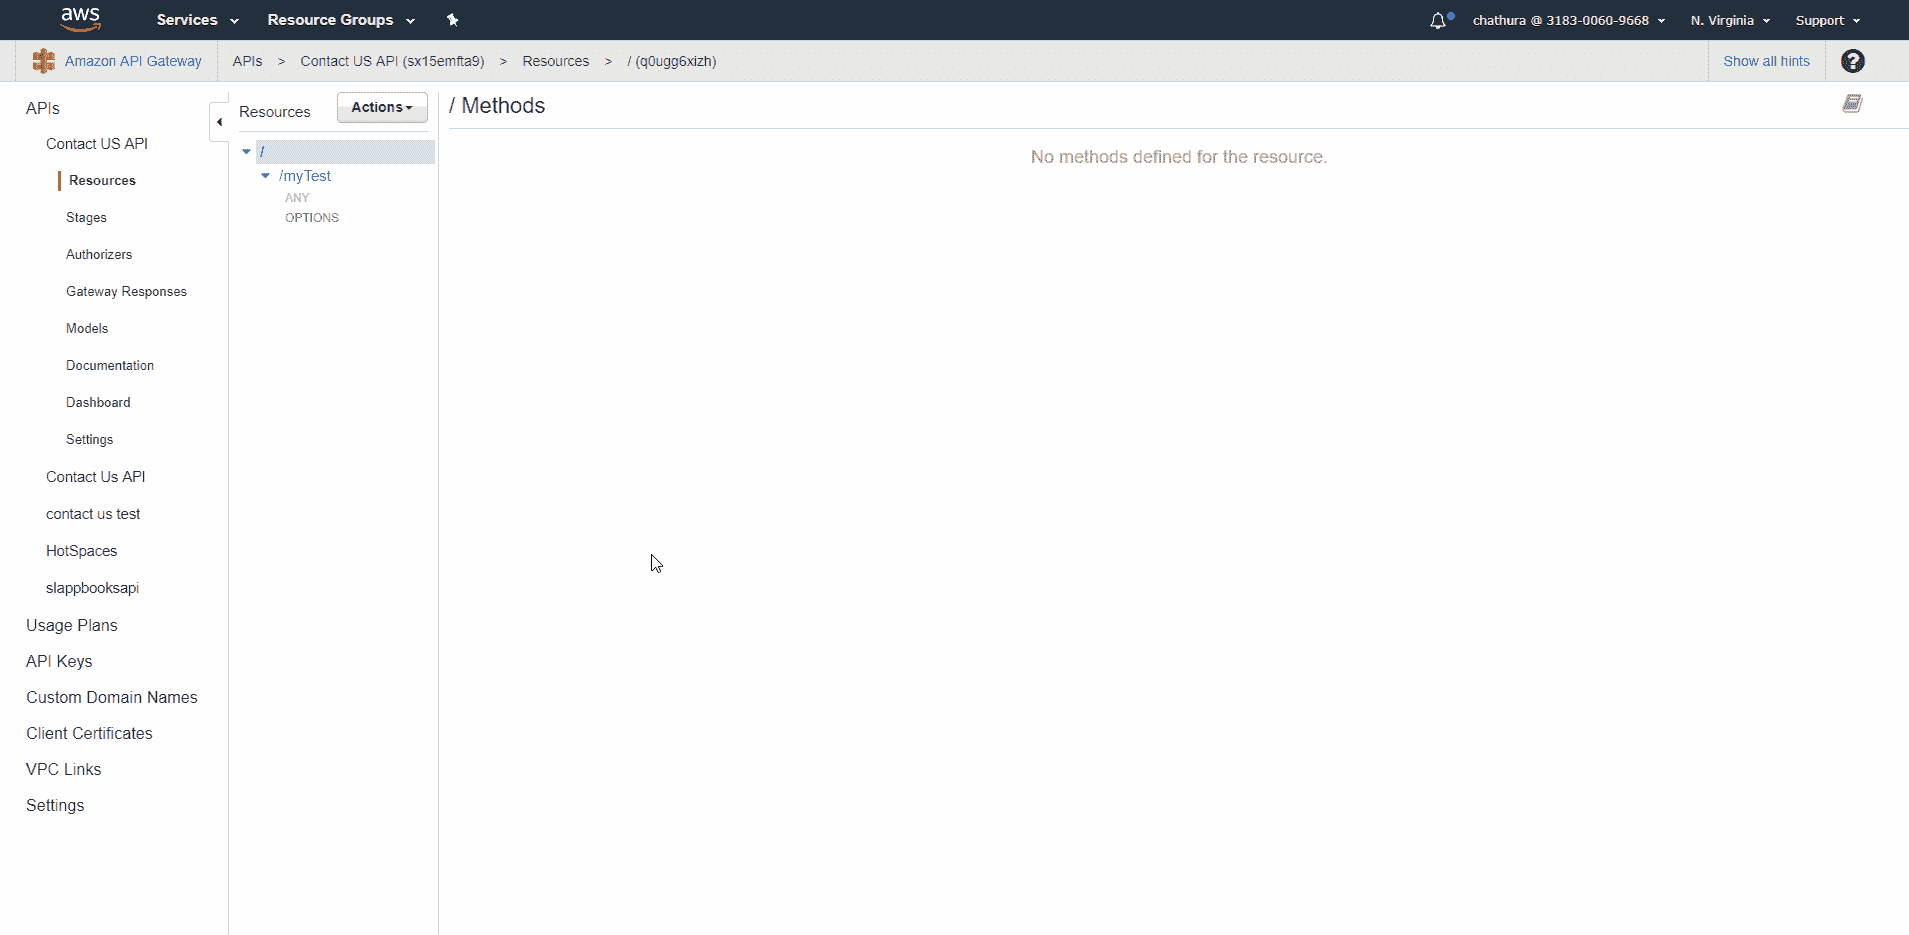 aws Services Resource Groups chathura @ 3183-0060-9668 N. Virginia Support
Amazon API Gateway APIs > Contact US API (sx15emfta9) > Resources > / (q0ugg6xizh) Show all hints ?
APIs
Contact US API
Resources
Stages
Authorizers
Gateway Responses
Models
Documentation
Dashboard
Settings
Contact Us API
contact us test
HotSpaces
slappbooksapi
Usage Plans
API Keys
Custom Domain Names
Client Certificates
VPC Links
Settings
Resources Actions
/
/myTest
ANY
OPTIONS
/ Methods
No methods defined for the resource.